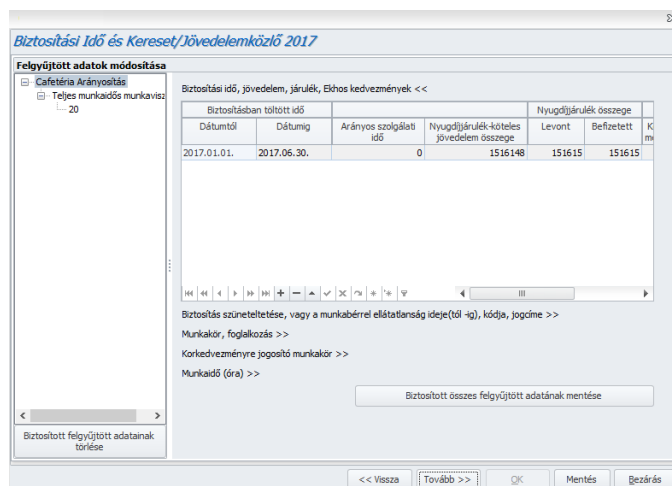 Biztosítási Idő és Kereset/Jövedelemközlő 2017
Felgyűjtött adatok módosítása
Cafetéria Arányosítás
Teljes munkaidős munkavisz
20
Biztosított felgyűjtött adatainak
törlése
Biztosítási idő, jövedelem, járulék, Ekhos kedvezmények <<
Biztosításban töltött idő Nyugdíjjárulék összege
Dátumtól Dátumig Arányos szolgálati idő Nyugdíjjárulék-köteles jövedelem összege Levont Befizetett
2017.01.01. 2017.06.30. 0 1516148 151615 151615
Biztosítás szüneteltetése, vagy a munkabérrel ellátatlanság ideje(tól -ig), kódja, jogcíme >>
Munkakör, foglalkozás >>
Korkedvezményre jogosító munkakör >>
Munkaidő (óra) >>
Biztosított összes felgyűjtött adatának mentése
<< Vissza Tovább >> OK Mentés Bezárás